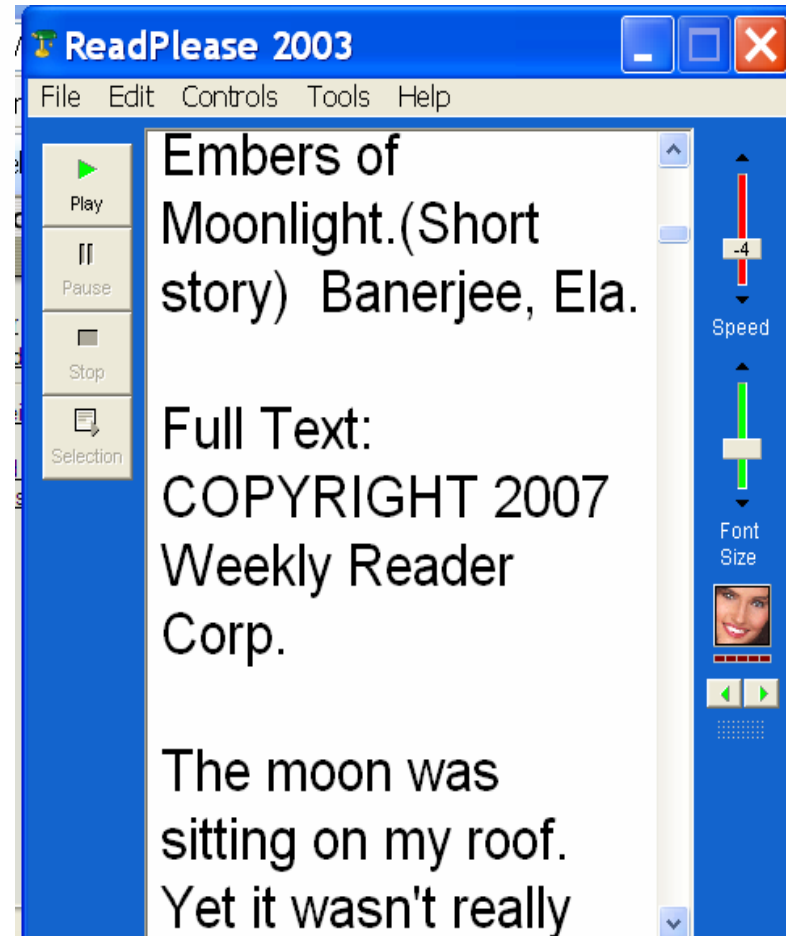 ReadPlease 2003
File Edit Controls Tools Help
Play
Pause
Stop
Selection
Embers of
Moonlight.(Short
story)  Banerjee, Ela.
Full Text:
COPYRIGHT 2007
Weekly Reader
Corp.
The moon was
sitting on my roof.
Yet it wasn't really
-4
Speed
Font
Size